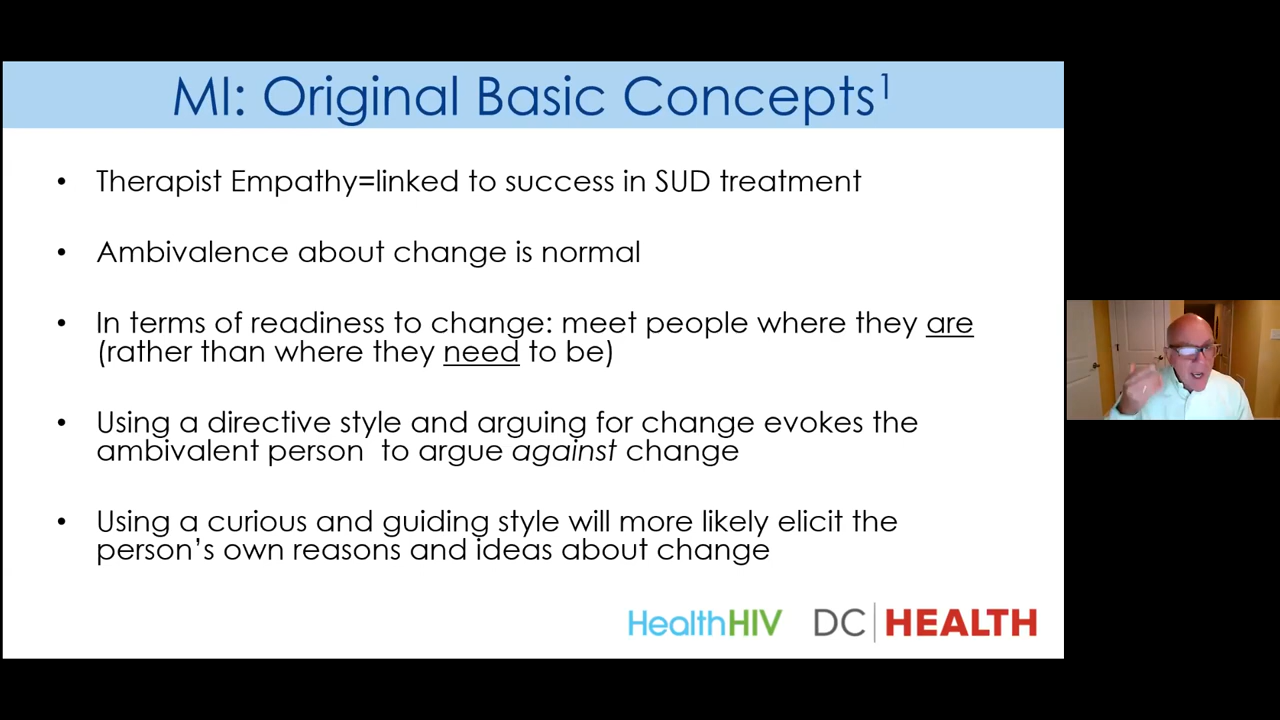 MI: Original Basic Concepts¹
• Therapist Empathy=linked to success in SUD treatment
• Ambivalence about change is normal
• In terms of readiness to change: meet people where they are
(rather than where they need to be)
• Using a directive style and arguing for change evokes the
ambivalent person  to argue against change
• Using a curious and guiding style will more likely elicit the
person’s own reasons and ideas about change
HealthHIV DC | HEALTH